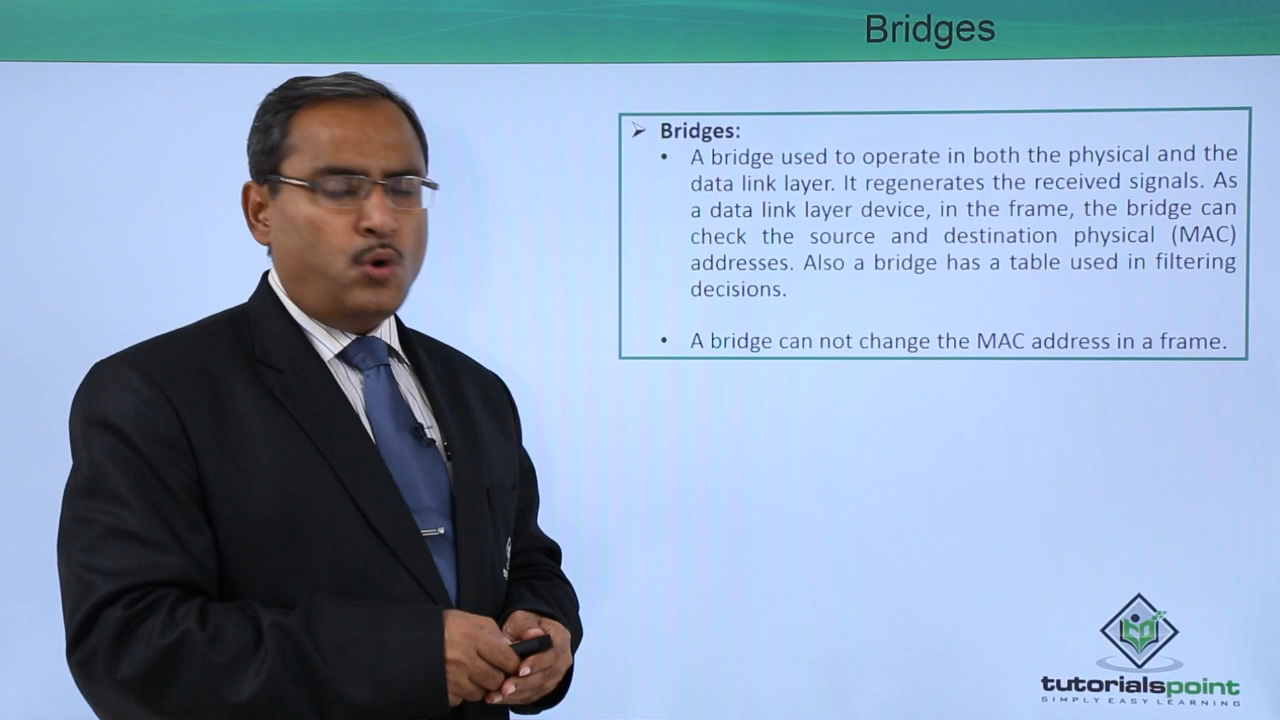 Bridges
➢ Bridges:
• A bridge used to operate in both the physical and the
data link layer. It regenerates the received signals. As
a data link layer device, in the frame, the bridge can
check the source and destination physical (MAC)
addresses. Also a bridge has a table used in filtering
decisions.
• A bridge can not change the MAC address in a frame.
tutorialspoint
SIMPLY EASY LEARNING